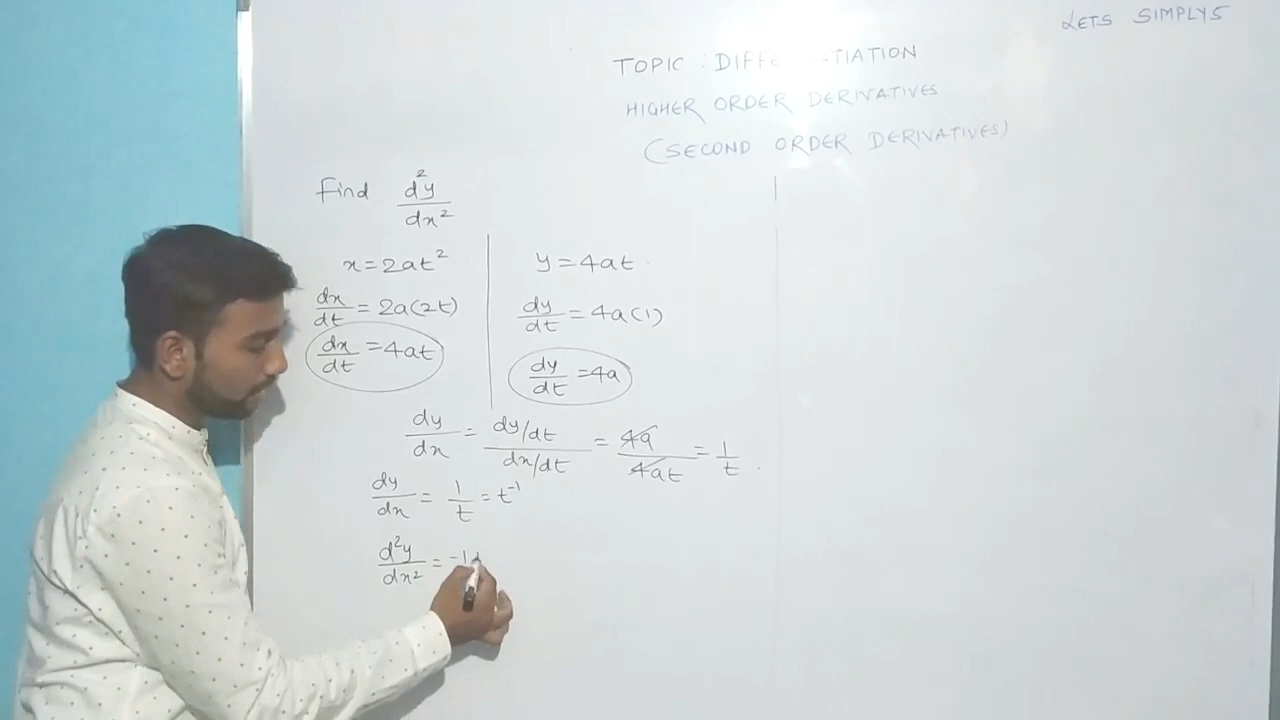 LETS SIMPLY5
TOPIC : DIFF TIATION
HIGHER ORDER DERIVATIVES
(SECOND ORDER DERIVATIVES)
Find d²y/dx²
x=2at²
dx/dt = 2a(2t)
dx/dt = 4at
y=4at
dy/dt = 4a(1)
dy/dt = 4a
dy/dx = (dy/dt)/(dx/dt) = 4a/4at = 1/t
dy/dx = 1/t = t⁻¹
d²y/dx² = -1